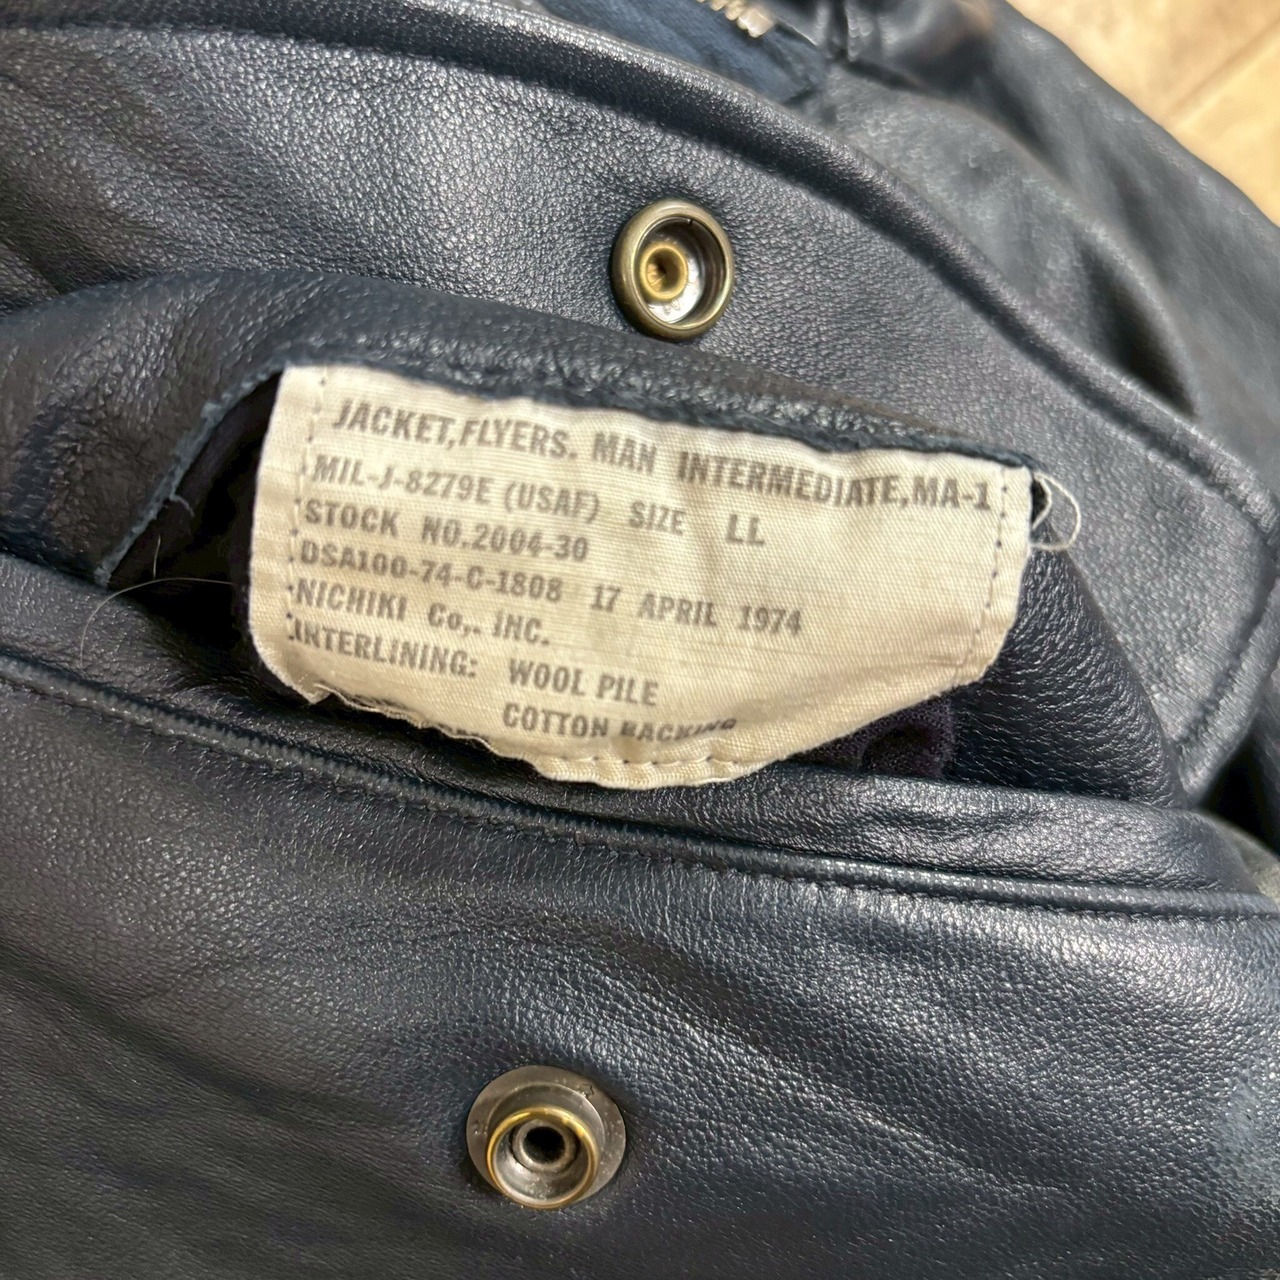 JACKET,FLYERS. MAN INTERMEDIATE,MA-1
MIL-J-8279E (USAF) SIZE LL
STOCK NO.2004-30
DSA100-74-C-1808 17 APRIL 1974
NICHIKI Co,. INC.
INTERLINING: WOOL PILE
COTTON BACKING